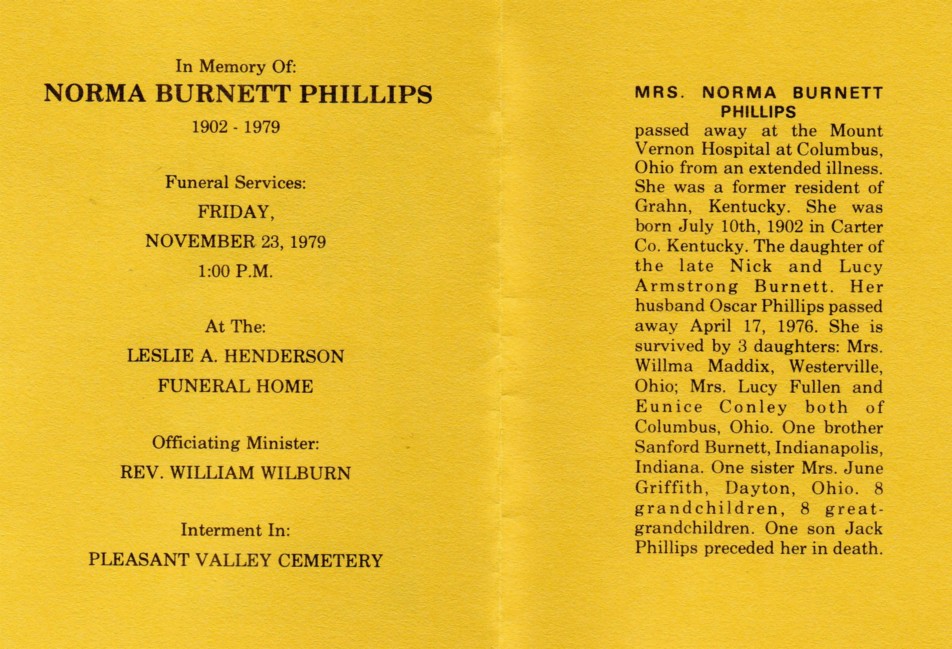 In Memory Of:
NORMA BURNETT PHILLIPS
1902 - 1979
Funeral Services:
FRIDAY,
NOVEMBER 23, 1979
1:00 P.M.
At The:
LESLIE A. HENDERSON
FUNERAL HOME
Officiating Minister:
REV. WILLIAM WILBURN
Interment In:
PLEASANT VALLEY CEMETERY
MRS. NORMA BURNETT
PHILLIPS
passed away at the Mount
Vernon Hospital at Columbus,
Ohio from an extended illness.
She was a former resident of
Grahn, Kentucky. She was
born July 10th, 1902 in Carter
Co. Kentucky. The daughter of
the late Nick and Lucy
Armstrong Burnett. Her
husband Oscar Phillips passed
away April 17, 1976. She is
survived by 3 daughters: Mrs.
Willma Maddix, Westerville,
Ohio; Mrs. Lucy Fullen and
Eunice Conley both of
Columbus, Ohio. One brother
Sanford Burnett, Indianapolis,
Indiana. One sister Mrs. June
Griffith, Dayton, Ohio. 8
grandchildren, 8 great-
grandchildren. One son Jack
Phillips preceded her in death.